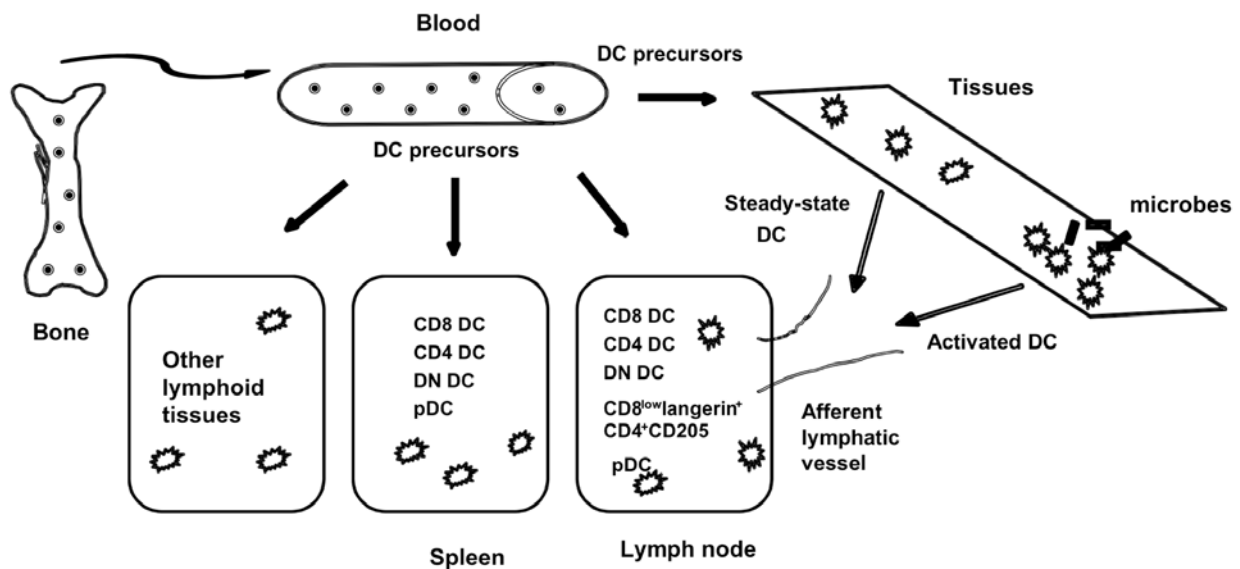 Blood
DC precursors
Tissues
DC precursors
Steady-state
DC
microbes
Bone
Other
lymphoid
tissues
CD8 DC
CD4 DC
DN DC
pDC
CD8 DC
CD4 DC
DN DC
CD8ˡᵒʷlangerin⁺
CD4⁺CD205
pDC
Activated DC
Afferent
lymphatic
vessel
Spleen
Lymph node